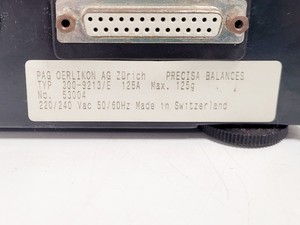 PAG OERLIKON AG Zürich PRECISA BALANCES
TYP 300-9213/E 125A Max. 125g
No. 53004
220/240 Vac 50/60Hz Made in Switzerland